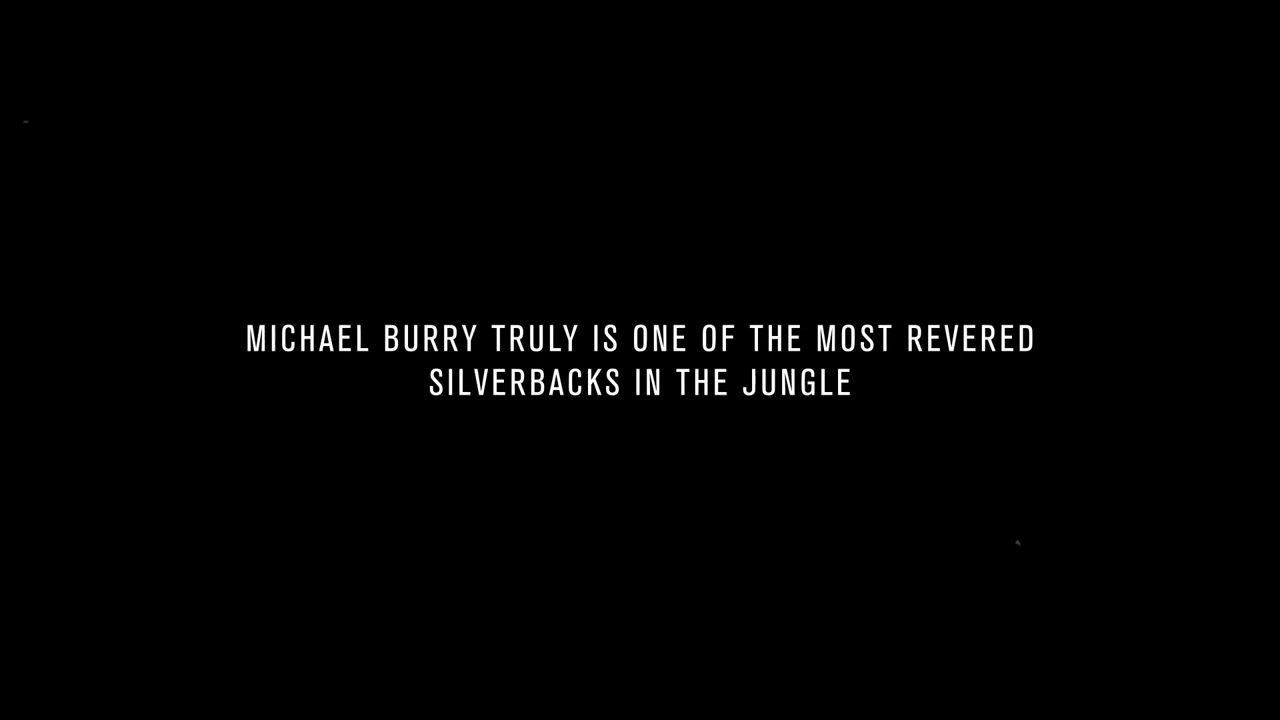 MICHAEL BURRY TRULY IS ONE OF THE MOST REVERED
SILVERBACKS IN THE JUNGLE